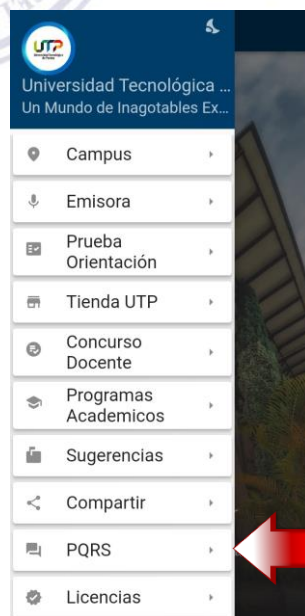 UTP
Universidad Tecnológica ...
Un Mundo de Inagotables Ex...
Campus
Emisora
Prueba
Orientación
Tienda UTP
Concurso
Docente
Programas
Academicos
Sugerencias
Compartir
PQRS
Licencias